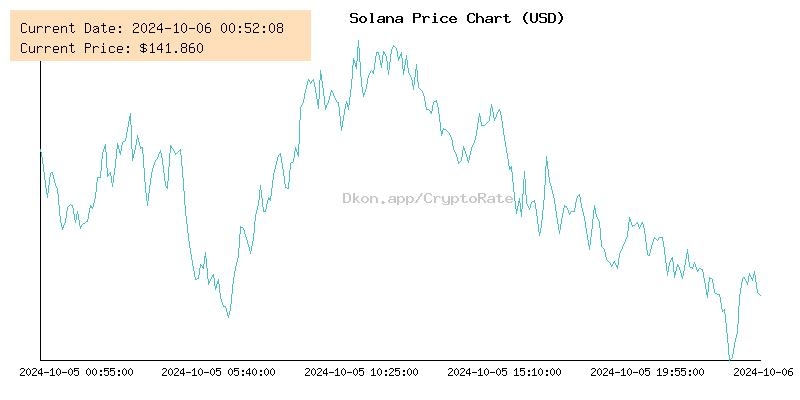 Solana Price Chart (USD)
Current Date: 2024-10-06 00:52:08
Current Price: $141.860
Dkon.app/CryptoRate
2024-10-05 00:55:00 2024-10-05 05:40:00 2024-10-05 10:25:00 2024-10-05 15:10:00 2024-10-05 19:55:00 2024-10-06